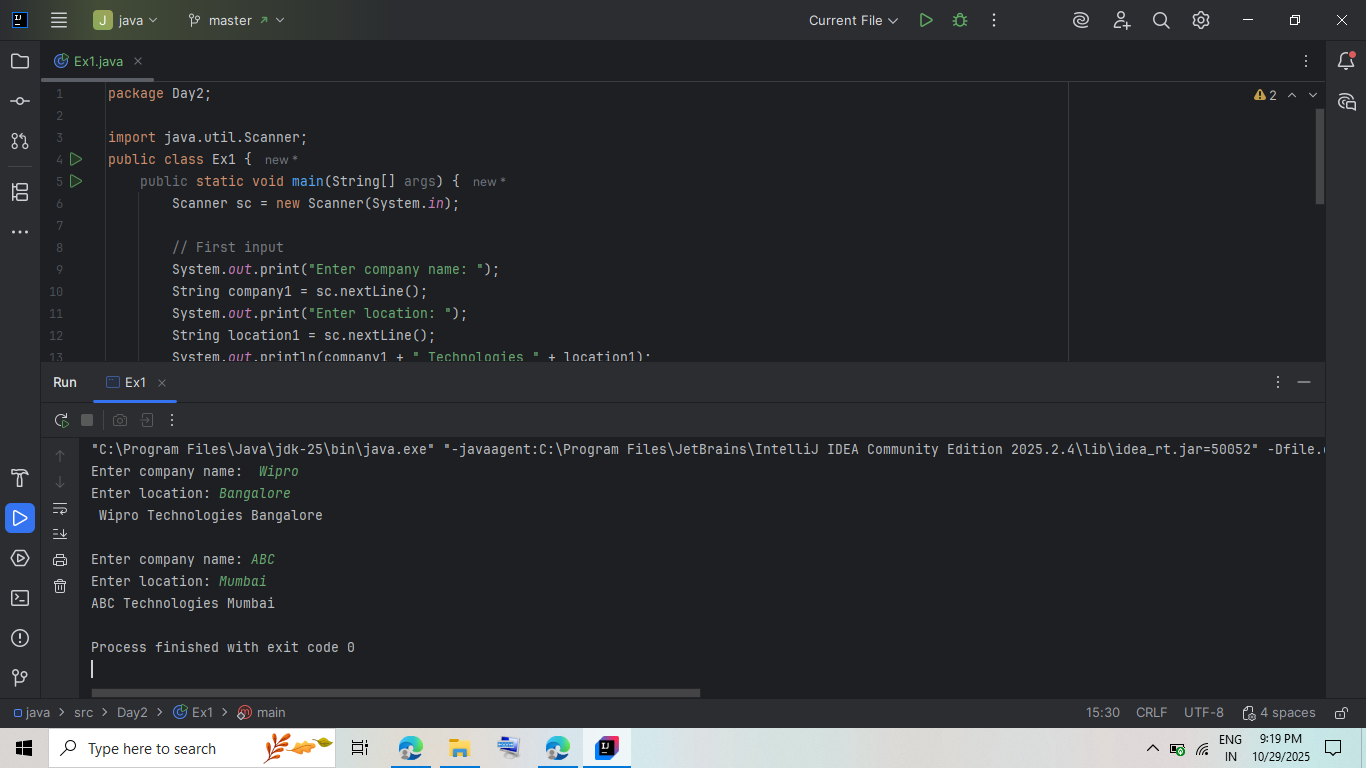 J java master Current File
Ex1.java
1 package Day2; 2
2
3 import java.util.Scanner;
4 public class Ex1 { new *
5 public static void main(String[] args) { new *
6 Scanner sc = new Scanner(System.in);
7
8 // First input
9 System.out.print("Enter company name: ");
10 String company1 = sc.nextLine();
11 System.out.print("Enter location: ");
12 String location1 = sc.nextLine();
13 System.out.println(company1 + " Technologies " + location1);
Run Ex1
"C:\Program Files\Java\jdk-25\bin\java.exe" "-javaagent:C:\Program Files\JetBrains\IntelliJ IDEA Community Edition 2025.2.4\lib\idea_rt.jar=50052" -Dfile.
Enter company name:  Wipro
Enter location: Bangalore
 Wipro Technologies Bangalore
Enter company name: ABC
Enter location: Mumbai
ABC Technologies Mumbai
Process finished with exit code 0
java > src > Day2 > Ex1 > main 15:30 CRLF UTF-8 4 spaces
Type here to search
ENG
IN
9:19 PM
10/29/2025